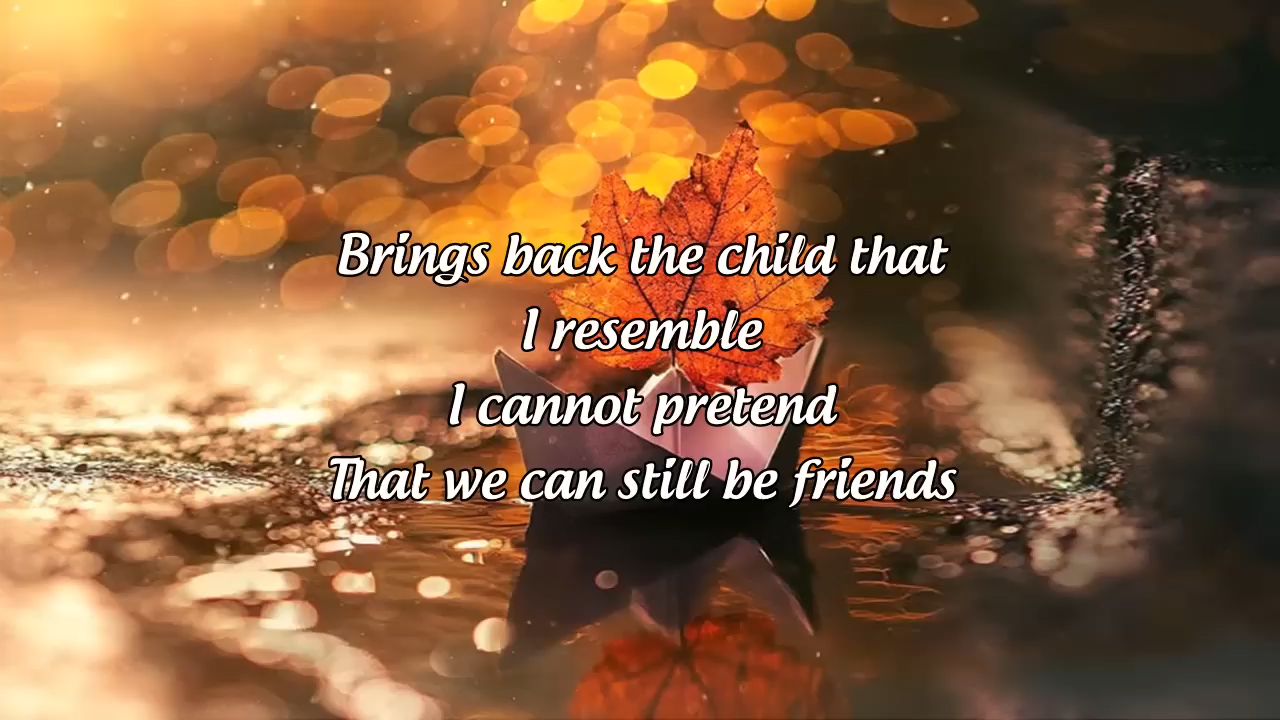 Brings back the child that
I resemble
I cannot pretend
That we can still be friends